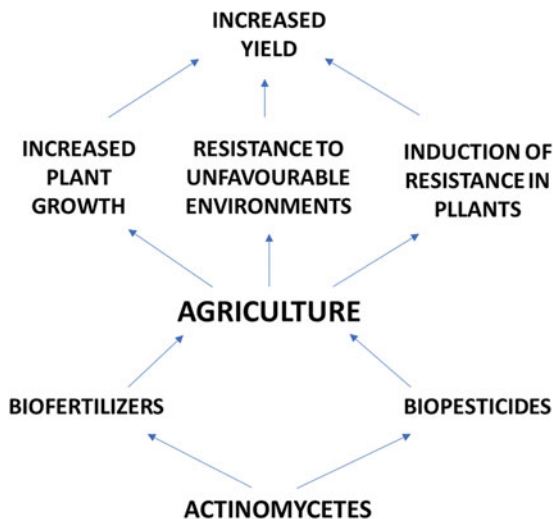 INCREASED
YIELD
INCREASED
PLANT
GROWTH
RESISTANCE TO
UNFAVOURABLE
ENVIRONMENTS
INDUCTION OF
RESISTANCE IN
PLLANTS
AGRICULTURE
BIOFERTILIZERS
BIOPESTICIDES
ACTINOMYCETES